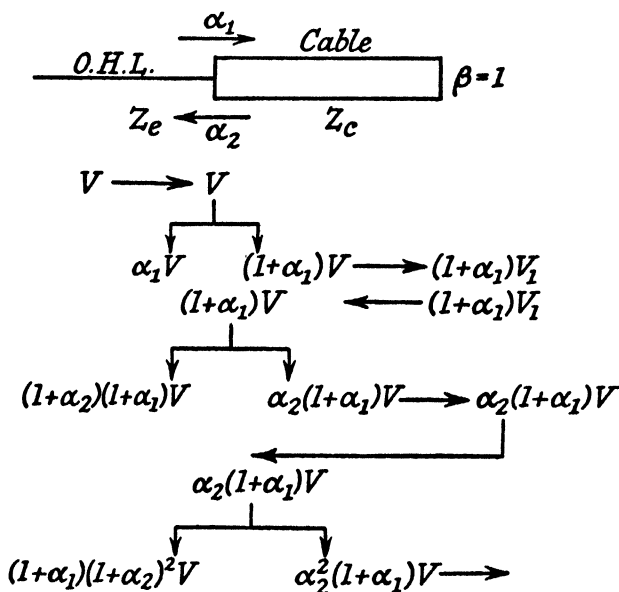 α₁
Cable
O.H.L.
β=1
Zₑ α₂ Z_c
V V
α₁V (1+α₁)V (1+α₁)V₁
(1+α₁)V (1+α₁)V₁
(1+α₂)(1+α₁)V α₂(1+α₁)V α₂(1+α₁)V
α₂(1+α₁)V
(1+α₁)(1+α₂)²V α₂²(1+α₁)V